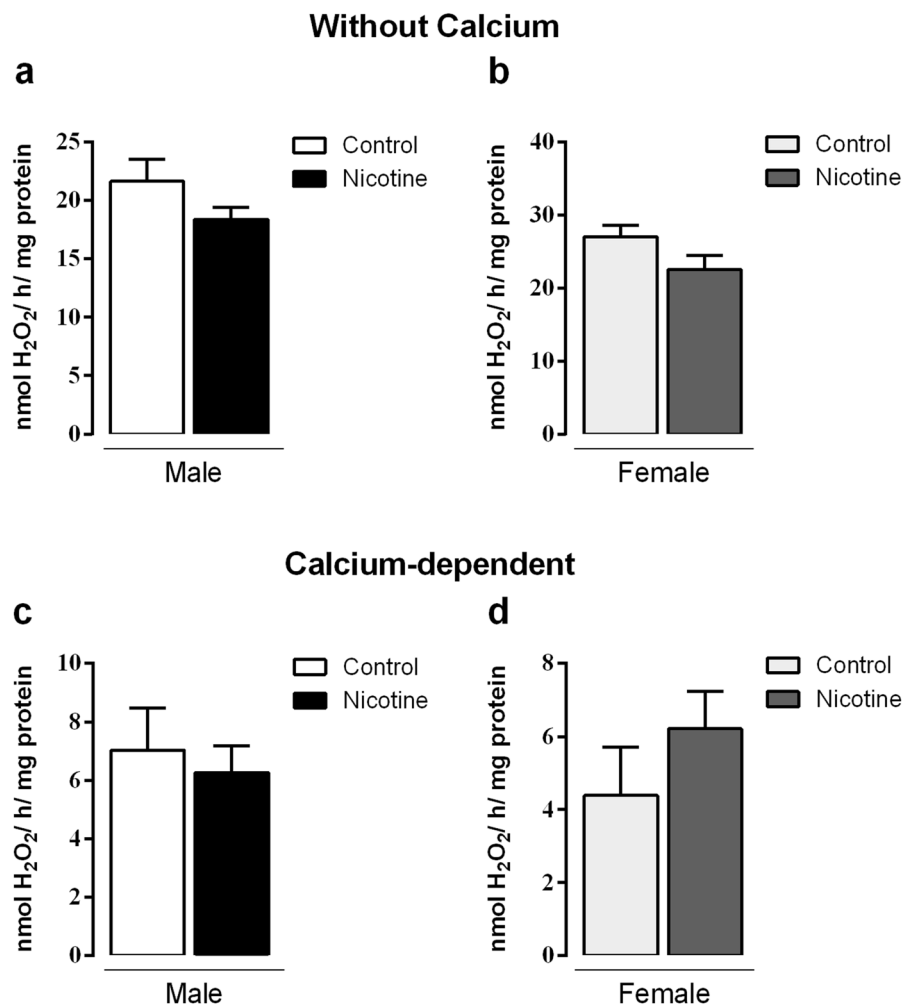 Without Calcium
a
b
25
20
15
10
5
0
nmol H₂O₂/ h/ mg protein
Control
Nicotine
Male
40
30
20
10
0
nmol H₂O₂/ h/ mg protein
Control
Nicotine
Female
Calcium-dependent
c
d
10
8
6
4
2
0
nmol H₂O₂/ h/ mg protein
Control
Nicotine
Male
8
6
4
2
0
nmol H₂O₂/ h/ mg protein
Control
Nicotine
Female